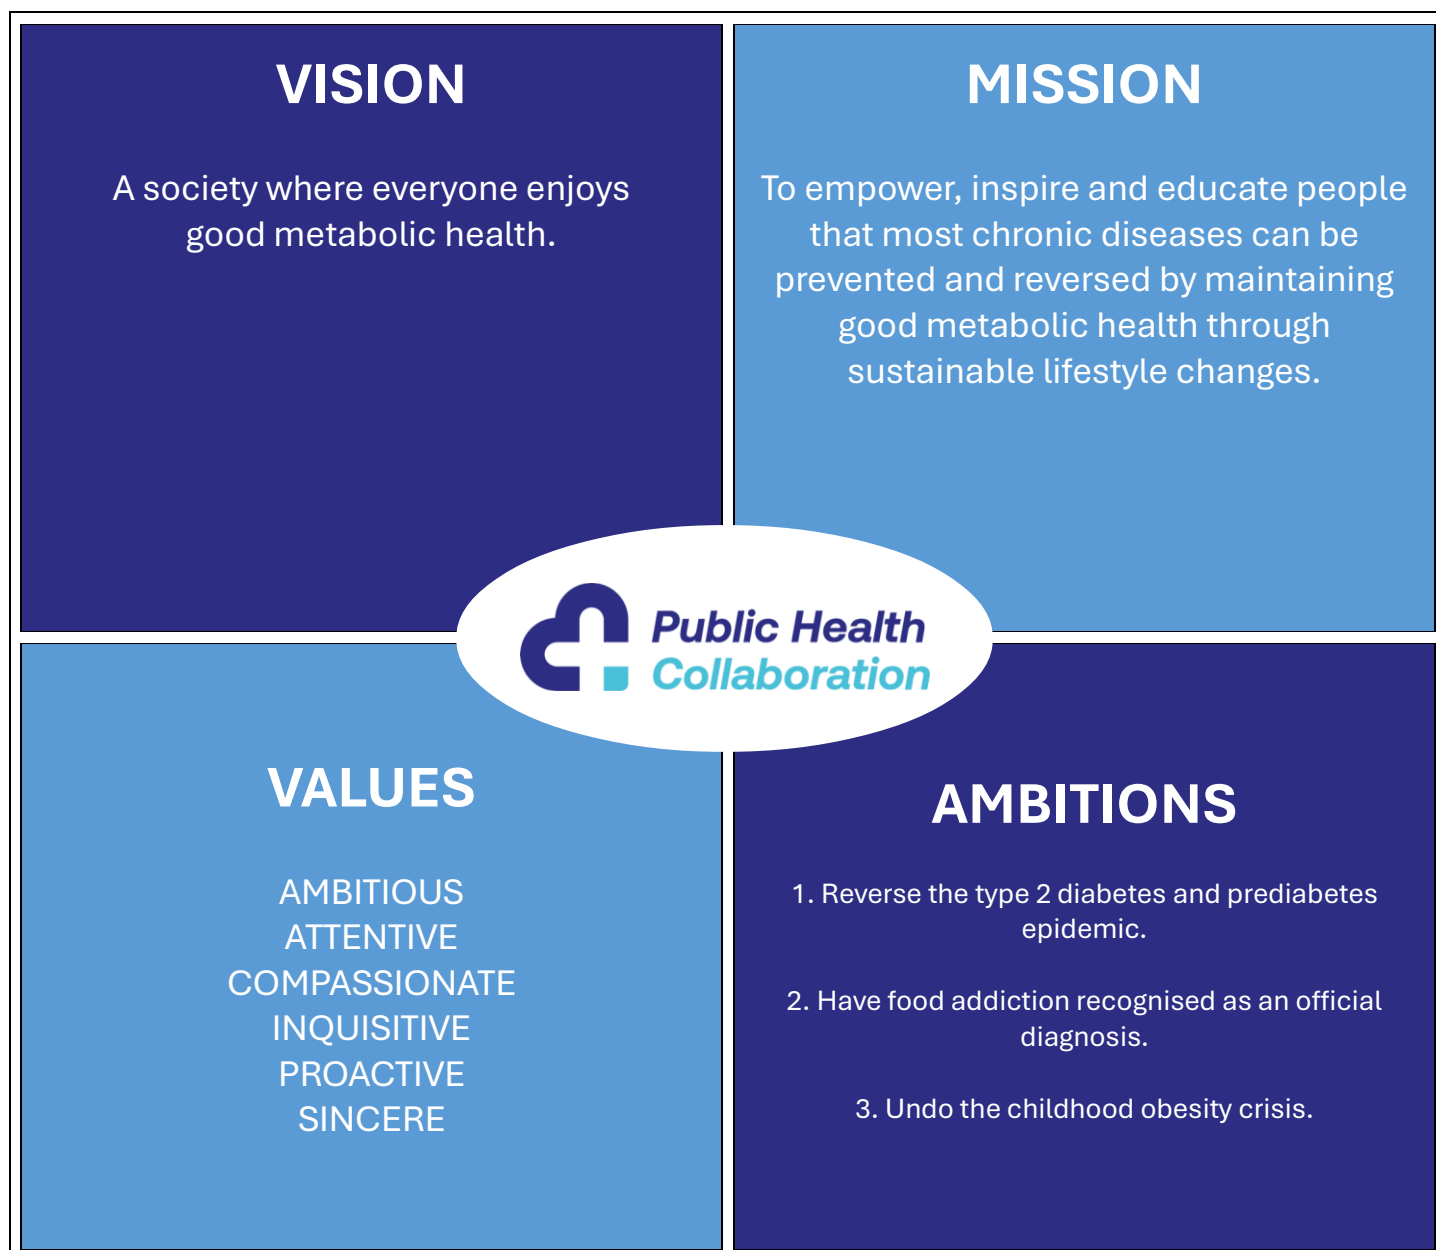 VISION
A society where everyone enjoys
good metabolic health.
MISSION
To empower, inspire and educate people
that most chronic diseases can be
prevented and reversed by maintaining
good metabolic health through
sustainable lifestyle changes.
Public Health
Collaboration
VALUES
AMBITIOUS
ATTENTIVE
COMPASSIONATE
INQUISITIVE
PROACTIVE
SINCERE
AMBITIONS
1. Reverse the type 2 diabetes and prediabetes
epidemic.
2. Have food addiction recognised as an official
diagnosis.
3. Undo the childhood obesity crisis.